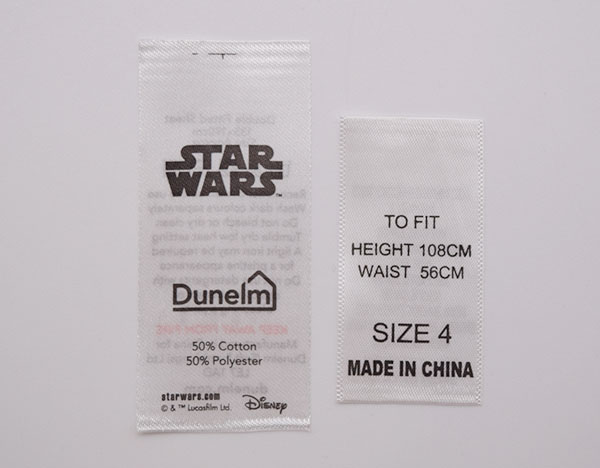 STAR
WARS
Dunelm
50% Cotton
50% Polyester
starwars.com
© & ™ Lucasfilm Ltd. Disney
TO FIT
HEIGHT 108CM
WAIST 56CM
SIZE 4
MADE IN CHINA